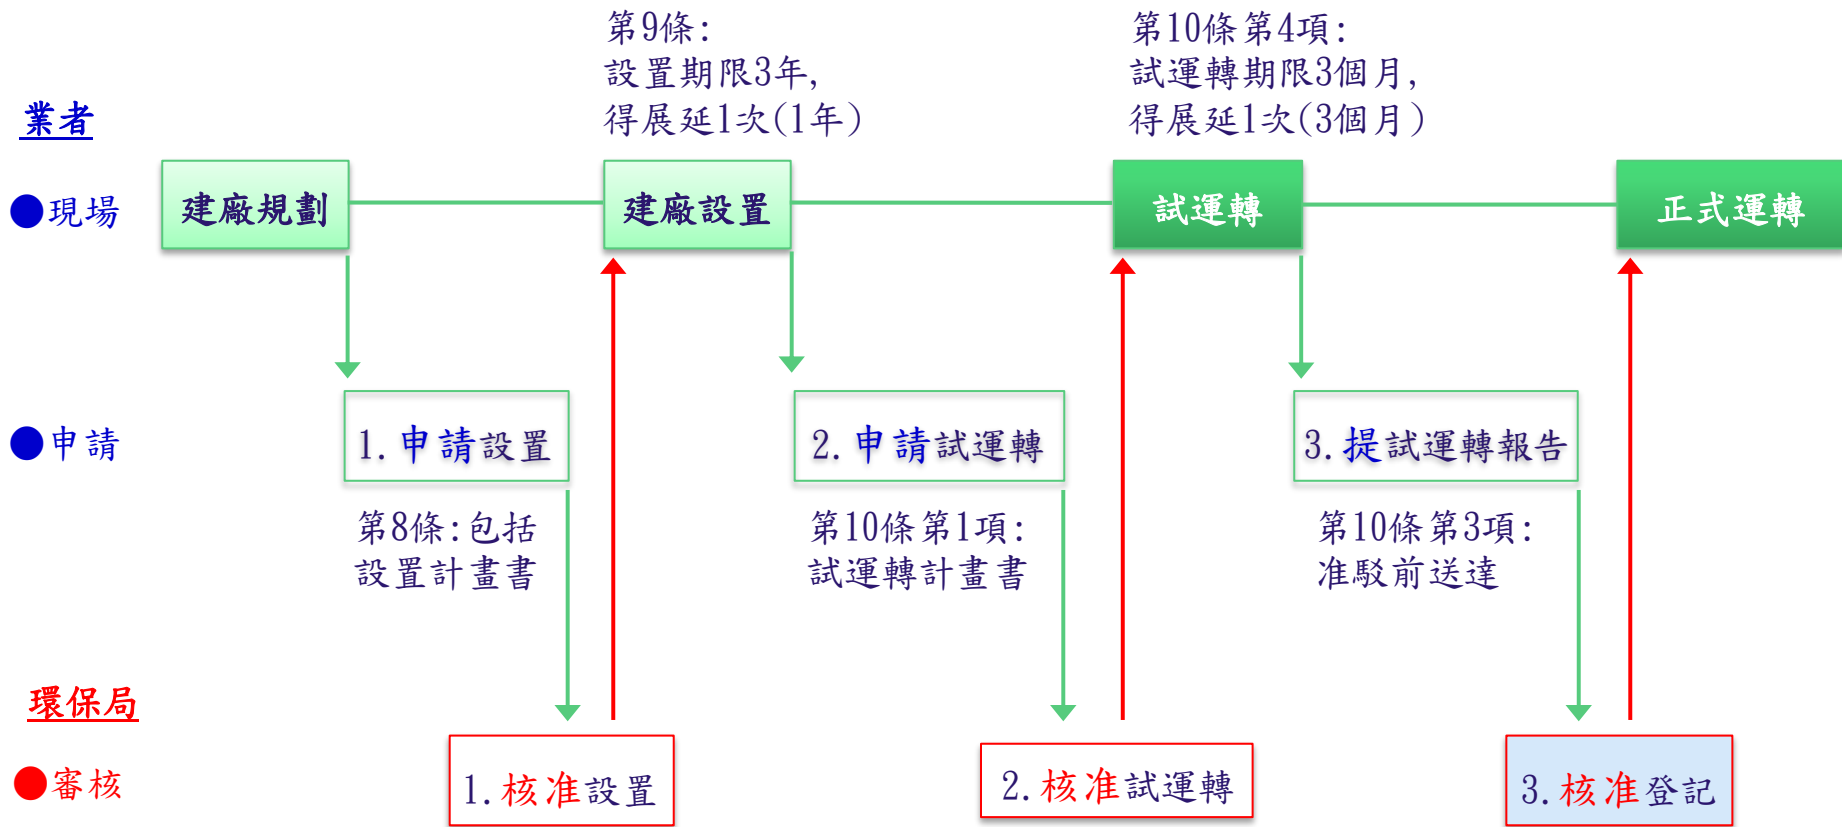 第9條:
設置期限3年,
得展延1次(1年)
第10條第4項:
試運轉期限3個月,
得展延1次(3個月)
業者
●現場
建廠規劃
建廠設置
試運轉
正式運轉
●申請
1.申請設置
2.申請試運轉
3.提試運轉報告
第8條:包括
設置計畫書
第10條第1項:
試運轉計畫書
第10條第3項:
准駁前送達
環保局
●審核
1.核准設置
2.核准試運轉
3.核准登記